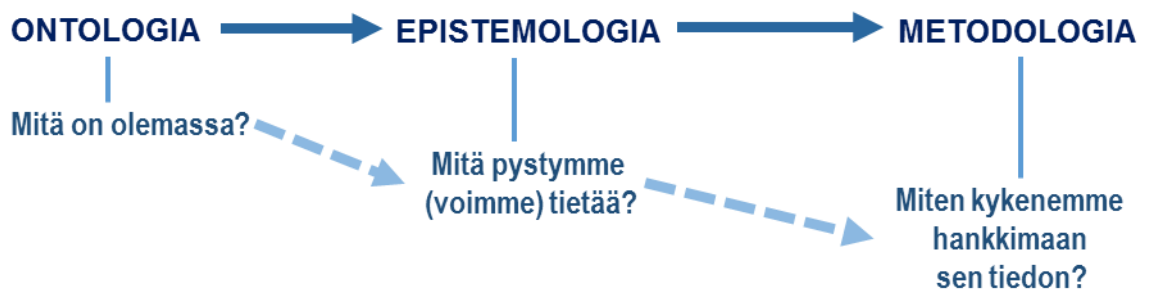 ONTOLOGIA
EPISTEMOLOGIA
METODOLOGIA
Mitä on olemassa?
Mitä pystymme
(voimme) tietää?
Miten kykenemme
hankkimaan
sen tiedon?